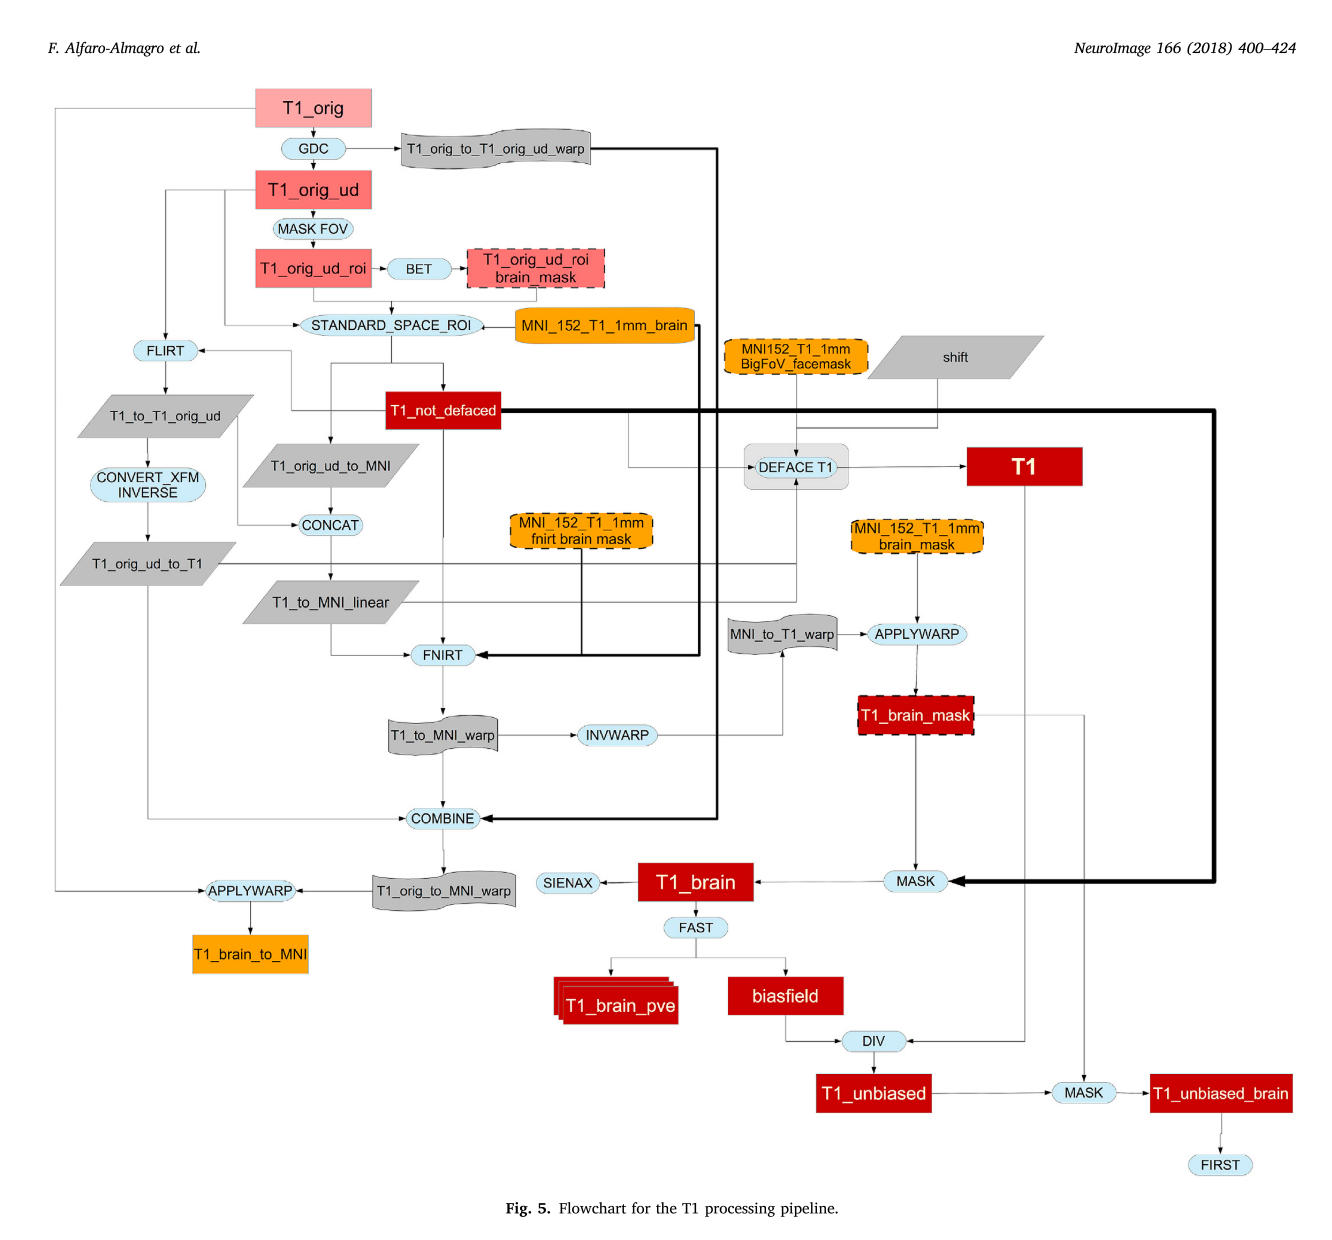 F. Alfaro-Almagro et al.
NeuroImage 166 (2018) 400–424
T1_orig
GDC
T1_orig_to_T1_orig_ud_warp
T1_orig_ud
MASK FOV
T1_orig_ud_roi
BET
T1_orig_ud_roi
brain_mask
STANDARD_SPACE_ROI
MNI_152_T1_1mm_brain
FLIRT
MNI152_T1_1mm
BigFoV_facemask
shift
T1_to_T1_orig_ud
T1_not_defaced
T1_orig_ud_to_MNI
DEFACE T1
T1
CONVERT_XFM
INVERSE
CONCAT
MNI_152_T1_1mm
fnirt brain mask
MNI_152_T1_1mm
brain_mask
T1_orig_ud_to_T1
T1_to_MNI_linear
MNI_to_T1_warp
APPLYWARP
FNIRT
T1_brain_mask
T1_to_MNI_warp
INVWARP
COMBINE
APPLYWARP
T1_orig_to_MNI_warp
SIENAX
T1_brain
MASK
FAST
T1_brain_to_MNI
T1_brain_pve
biasfield
DIV
T1_unbiased
MASK
T1_unbiased_brain
FIRST
Fig. 5. Flowchart for the T1 processing pipeline.